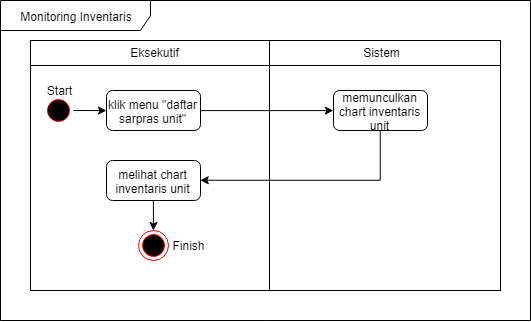 Monitoring Inventaris
Eksekutif
Sistem
Start
klik menu "daftar
sarpras unit"
memunculkan
chart inventaris
unit
melihat chart
inventaris unit
Finish